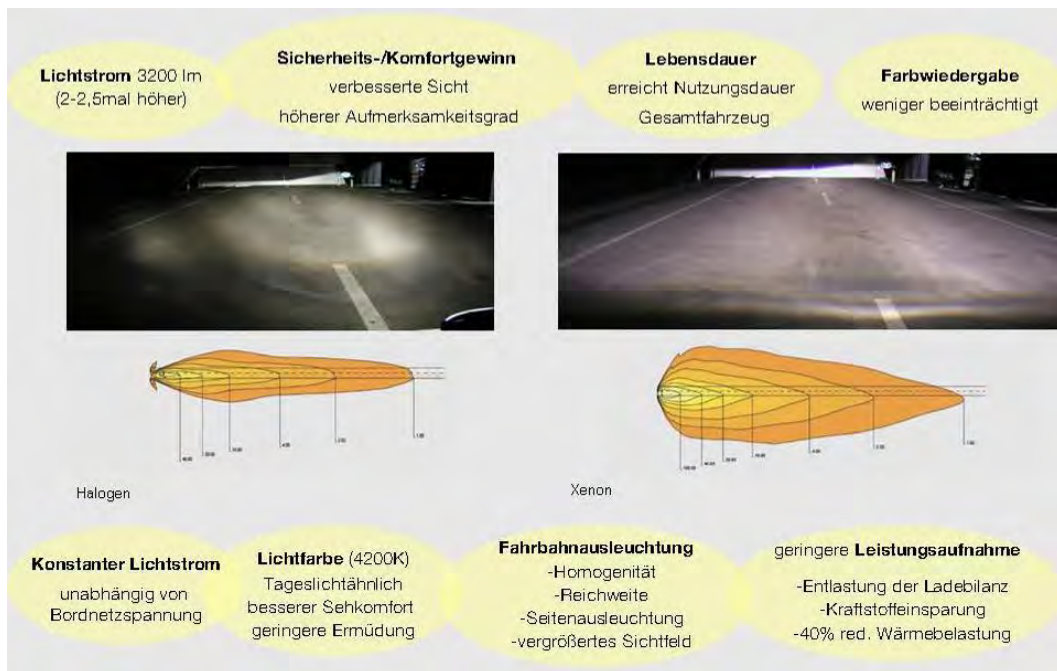 Lichtstrom 3200 lm
(2-2,5mal höher)
Sicherheits-/Komfortgewinn
verbesserte Sicht
höherer Aufmerksamkeitsgrad
Lebensdauer
erreicht Nutzungsdauer
Gesamtfahrzeug
Farbwiedergabe
weniger beeinträchtigt
Halogen
Xenon
Konstanter Lichtstrom
unabhängig von
Bordnetzspannung
Lichtfarbe (4200K)
Tageslichtähnlich
besserer Sehkomfort
geringere Ermüdung
Fahrbahnausleuchtung
-Homogenität
-Reichweite
-Seitenausleuchtung
-vergrößertes Sichtfeld
geringere Leistungsaufnahme
-Entlastung der Ladebilanz
-Kraftstoffeinsparung
-40% red. Wärmebelastung